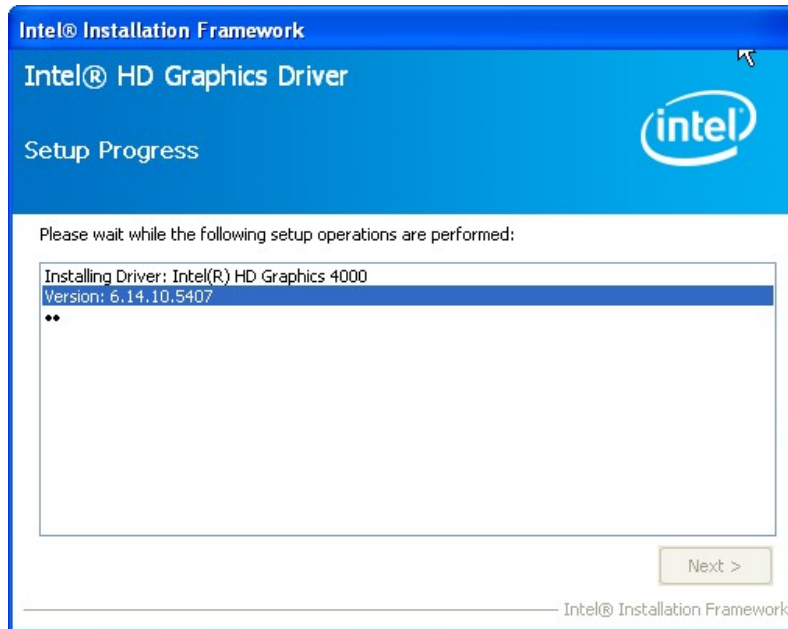 Intel® Installation Framework
Intel® HD Graphics Driver
intel
Setup Progress
Please wait while the following setup operations are performed:
Installing Driver: Intel(R) HD Graphics 4000
Version: 6.14.10.5407
••
Next >
Intel® Installation Framework